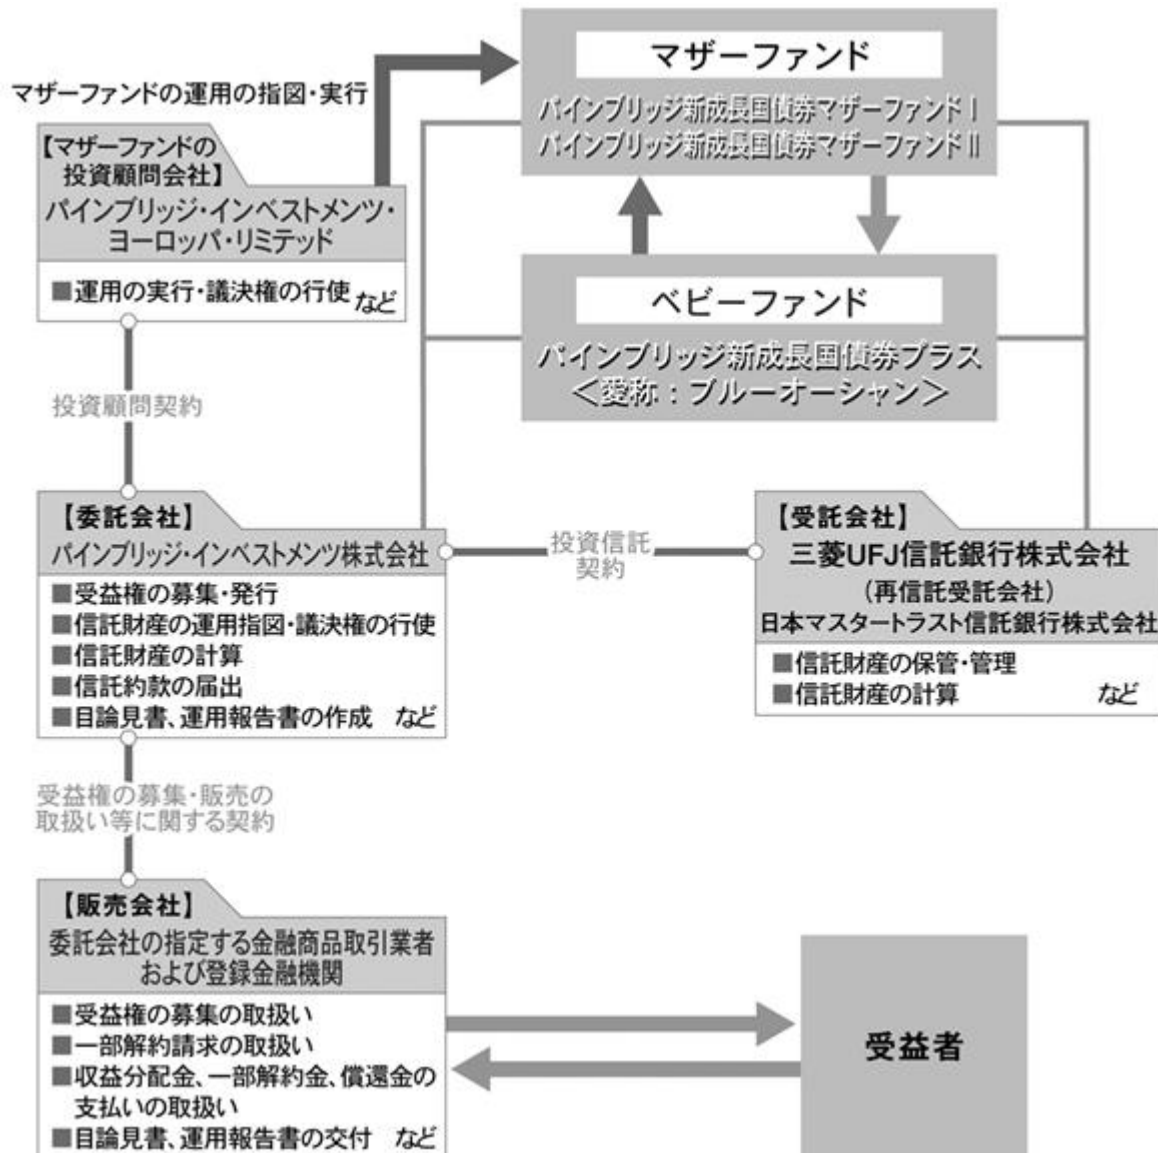 マザーファンド
パインブリッジ新成長国債券マザーファンドⅠ
パインブリッジ新成長国債券マザーファンドⅡ
マザーファンドの運用の指図・実行
【マザーファンドの
投資顧問会社】
パインブリッジ・インベストメンツ・
ヨーロッパ・リミテッド
■運用の実行・議決権の行使 など
ベビーファンド
パインブリッジ新成長国債券プラス
＜愛称：ブルーオーシャン＞
投資顧問契約
【委託会社】
パインブリッジ・インベストメンツ株式会社
■受益権の募集・発行
■信託財産の運用指図・議決権の行使
■信託財産の計算
■信託約款の届出
■目論見書、運用報告書の作成 など
投資信託
契約
【受託会社】
三菱UFJ信託銀行株式会社
（再信託受託会社）
日本マスタートラスト信託銀行株式会社
■信託財産の保管・管理
■信託財産の計算 など
受益権の募集・販売の
取扱い等に関する契約
【販売会社】
委託会社の指定する金融商品取引業者
および登録金融機関
■受益権の募集の取扱い
■一部解約請求の取扱い
■収益分配金、一部解約金、償還金の
支払いの取扱い
■目論見書、運用報告書の交付 など
受益者